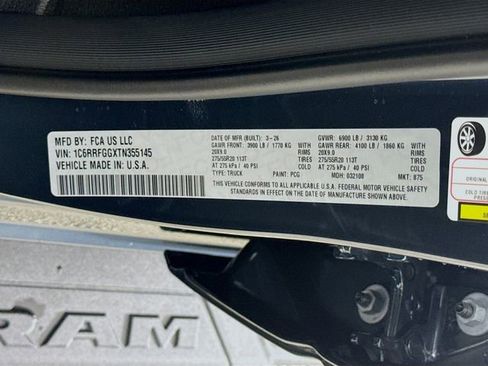 MFD BY: FCA US LLC
VIN: 1C6RRFGGXTN355145
VEHICLE MADE IN: U.S.A.
DATE OF MFR (BUILT): 3-26 GVWR: 6900 LB / 3130 KG
GAWR FRONT: 3900 LB / 1770 KG WITH GAWR REAR: 4100 LB / 1860 KG WITH
20X9.0 RIMS 20X9.0 RIMS
275/55R20 113T TIRES 275/55R20 113T TIRES
AT 275 kPa / 40 PSI COLD AT 275 kPa / 40 PSI COLD
TYPE: TRUCK PAINT: PCG MDH: 032108 MKT: 875
THIS VEHICLE CONFORMS TO ALL APPLICABLE U.S.A. FEDERAL MOTOR VEHICLE SAFETY
STANDARDS IN EFFECT ON THE DATE OF MANUFACTURE SHOWN ABOVE.
ORIGINAL
COLD TIRE
RAM